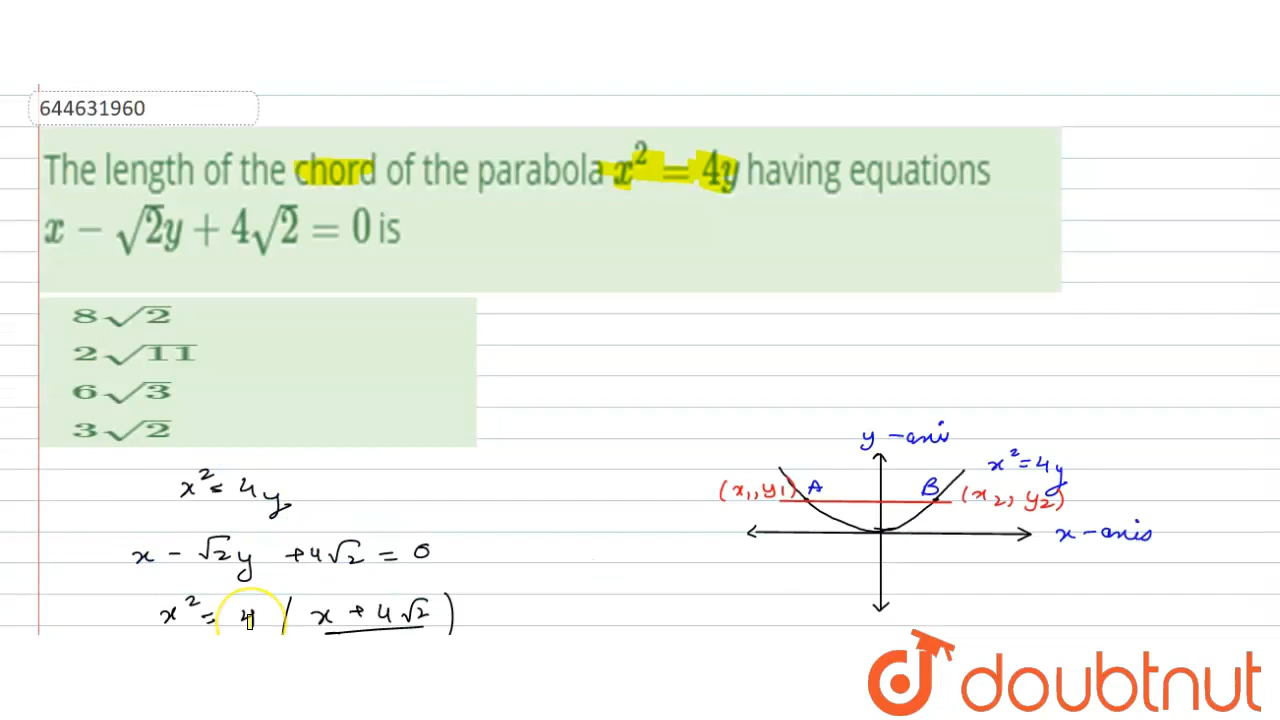 644631960
The length of the chord of the parabola x² = 4y having equations
x − √2y + 4√2 = 0 is
8√2
2√11
6√3
3√2
x² = 4y
x − √2y + 4√2 = 0
x² = 4 ( x + 4√2 )
y - axis
x² = 4y
(x₁, y1) A B (x₂, y₂)
x - axis
doubtnut